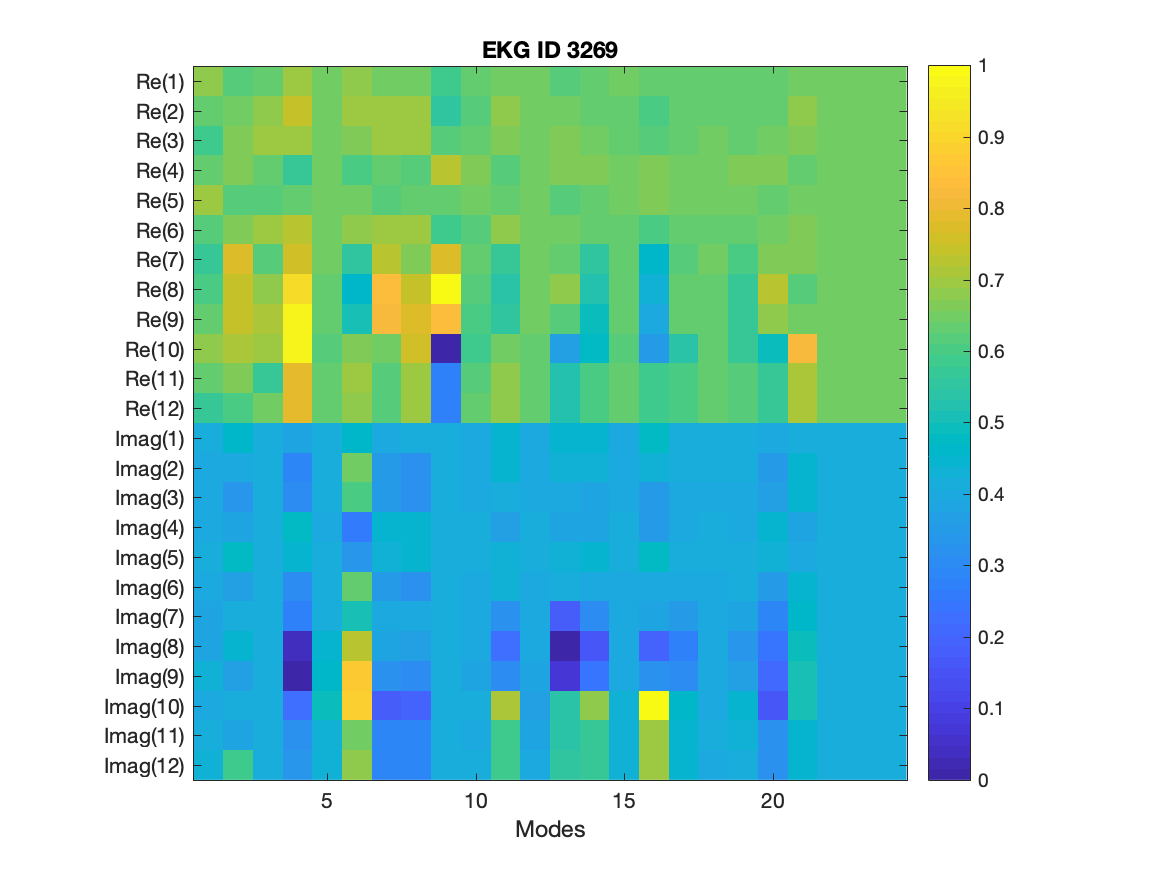 EKG ID 3269
Re(1)
Re(2)
Re(3)
Re(4)
Re(5)
Re(6)
Re(7)
Re(8)
Re(9)
Re(10)
Re(11)
Re(12)
Imag(1)
Imag(2)
Imag(3)
Imag(4)
Imag(5)
Imag(6)
Imag(7)
Imag(8)
Imag(9)
Imag(10)
Imag(11)
Imag(12)
5 10 15 20
Modes
1
0.9
0.8
0.7
0.6
0.5
0.4
0.3
0.2
0.1
0